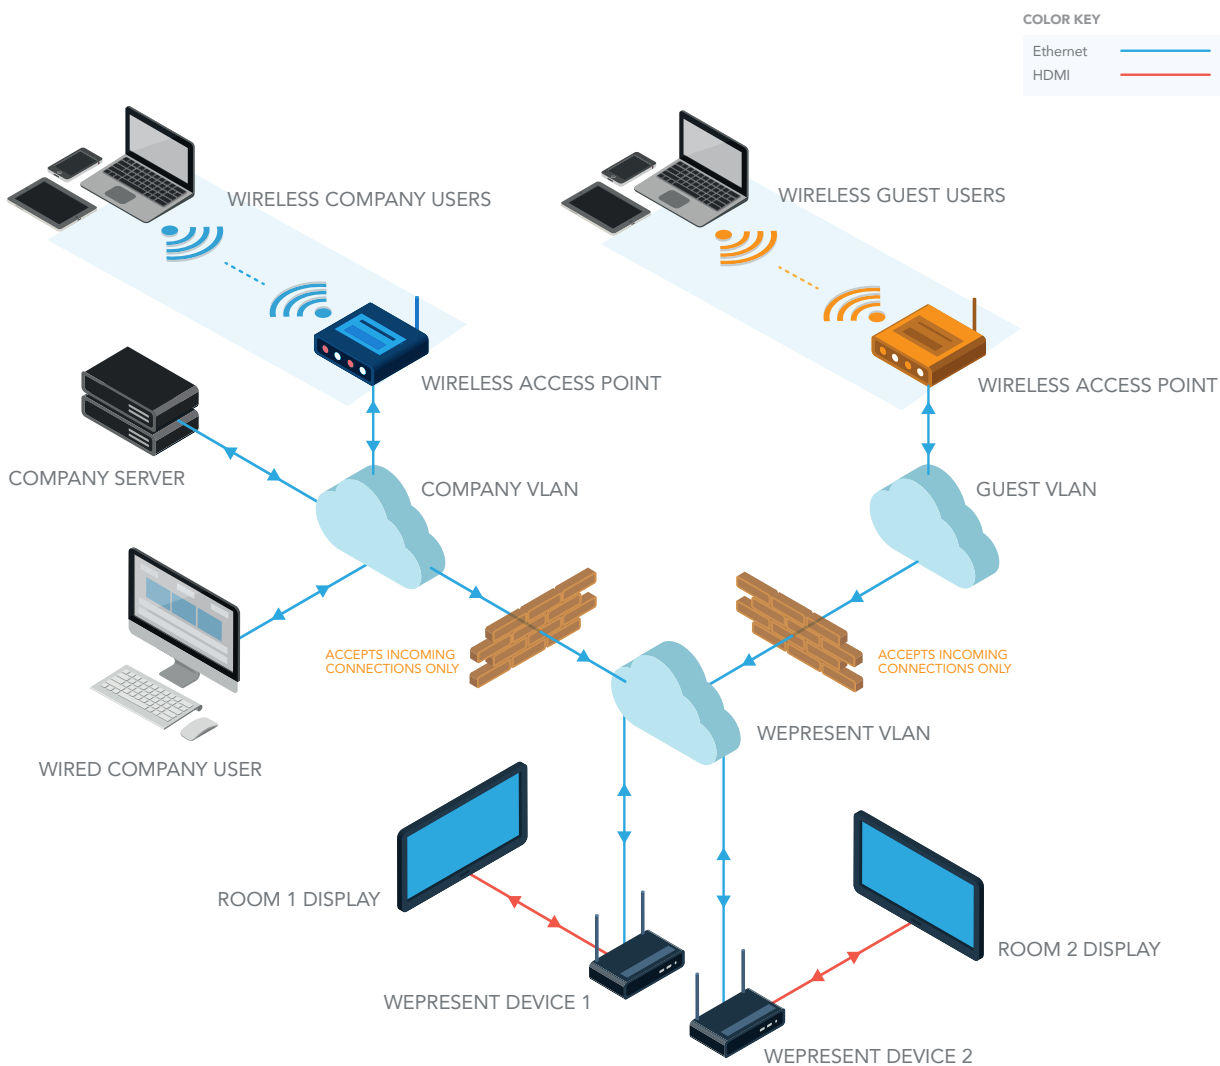 COLOR KEY
Ethernet
HDMI
WIRELESS COMPANY USERS
WIRELESS GUEST USERS
WIRELESS ACCESS POINT
WIRELESS ACCESS POINT
COMPANY SERVER
COMPANY VLAN
GUEST VLAN
ACCEPTS INCOMING
CONNECTIONS ONLY
ACCEPTS INCOMING
CONNECTIONS ONLY
WEPRESENT VLAN
WIRED COMPANY USER
ROOM 1 DISPLAY
ROOM 2 DISPLAY
WEPRESENT DEVICE 1
WEPRESENT DEVICE 2